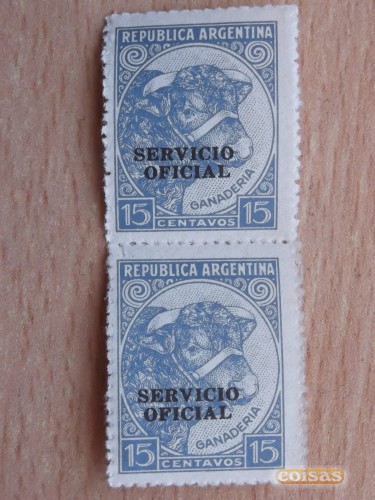 REPUBLICA ARGENTINA
SERVICIO
OFICIAL
GANADERIA
15 CENTAVOS 15
REPUBLICA ARGENTINA
SERVICIO
OFICIAL
GANADERIA
15 CENTAVOS 15
coisas